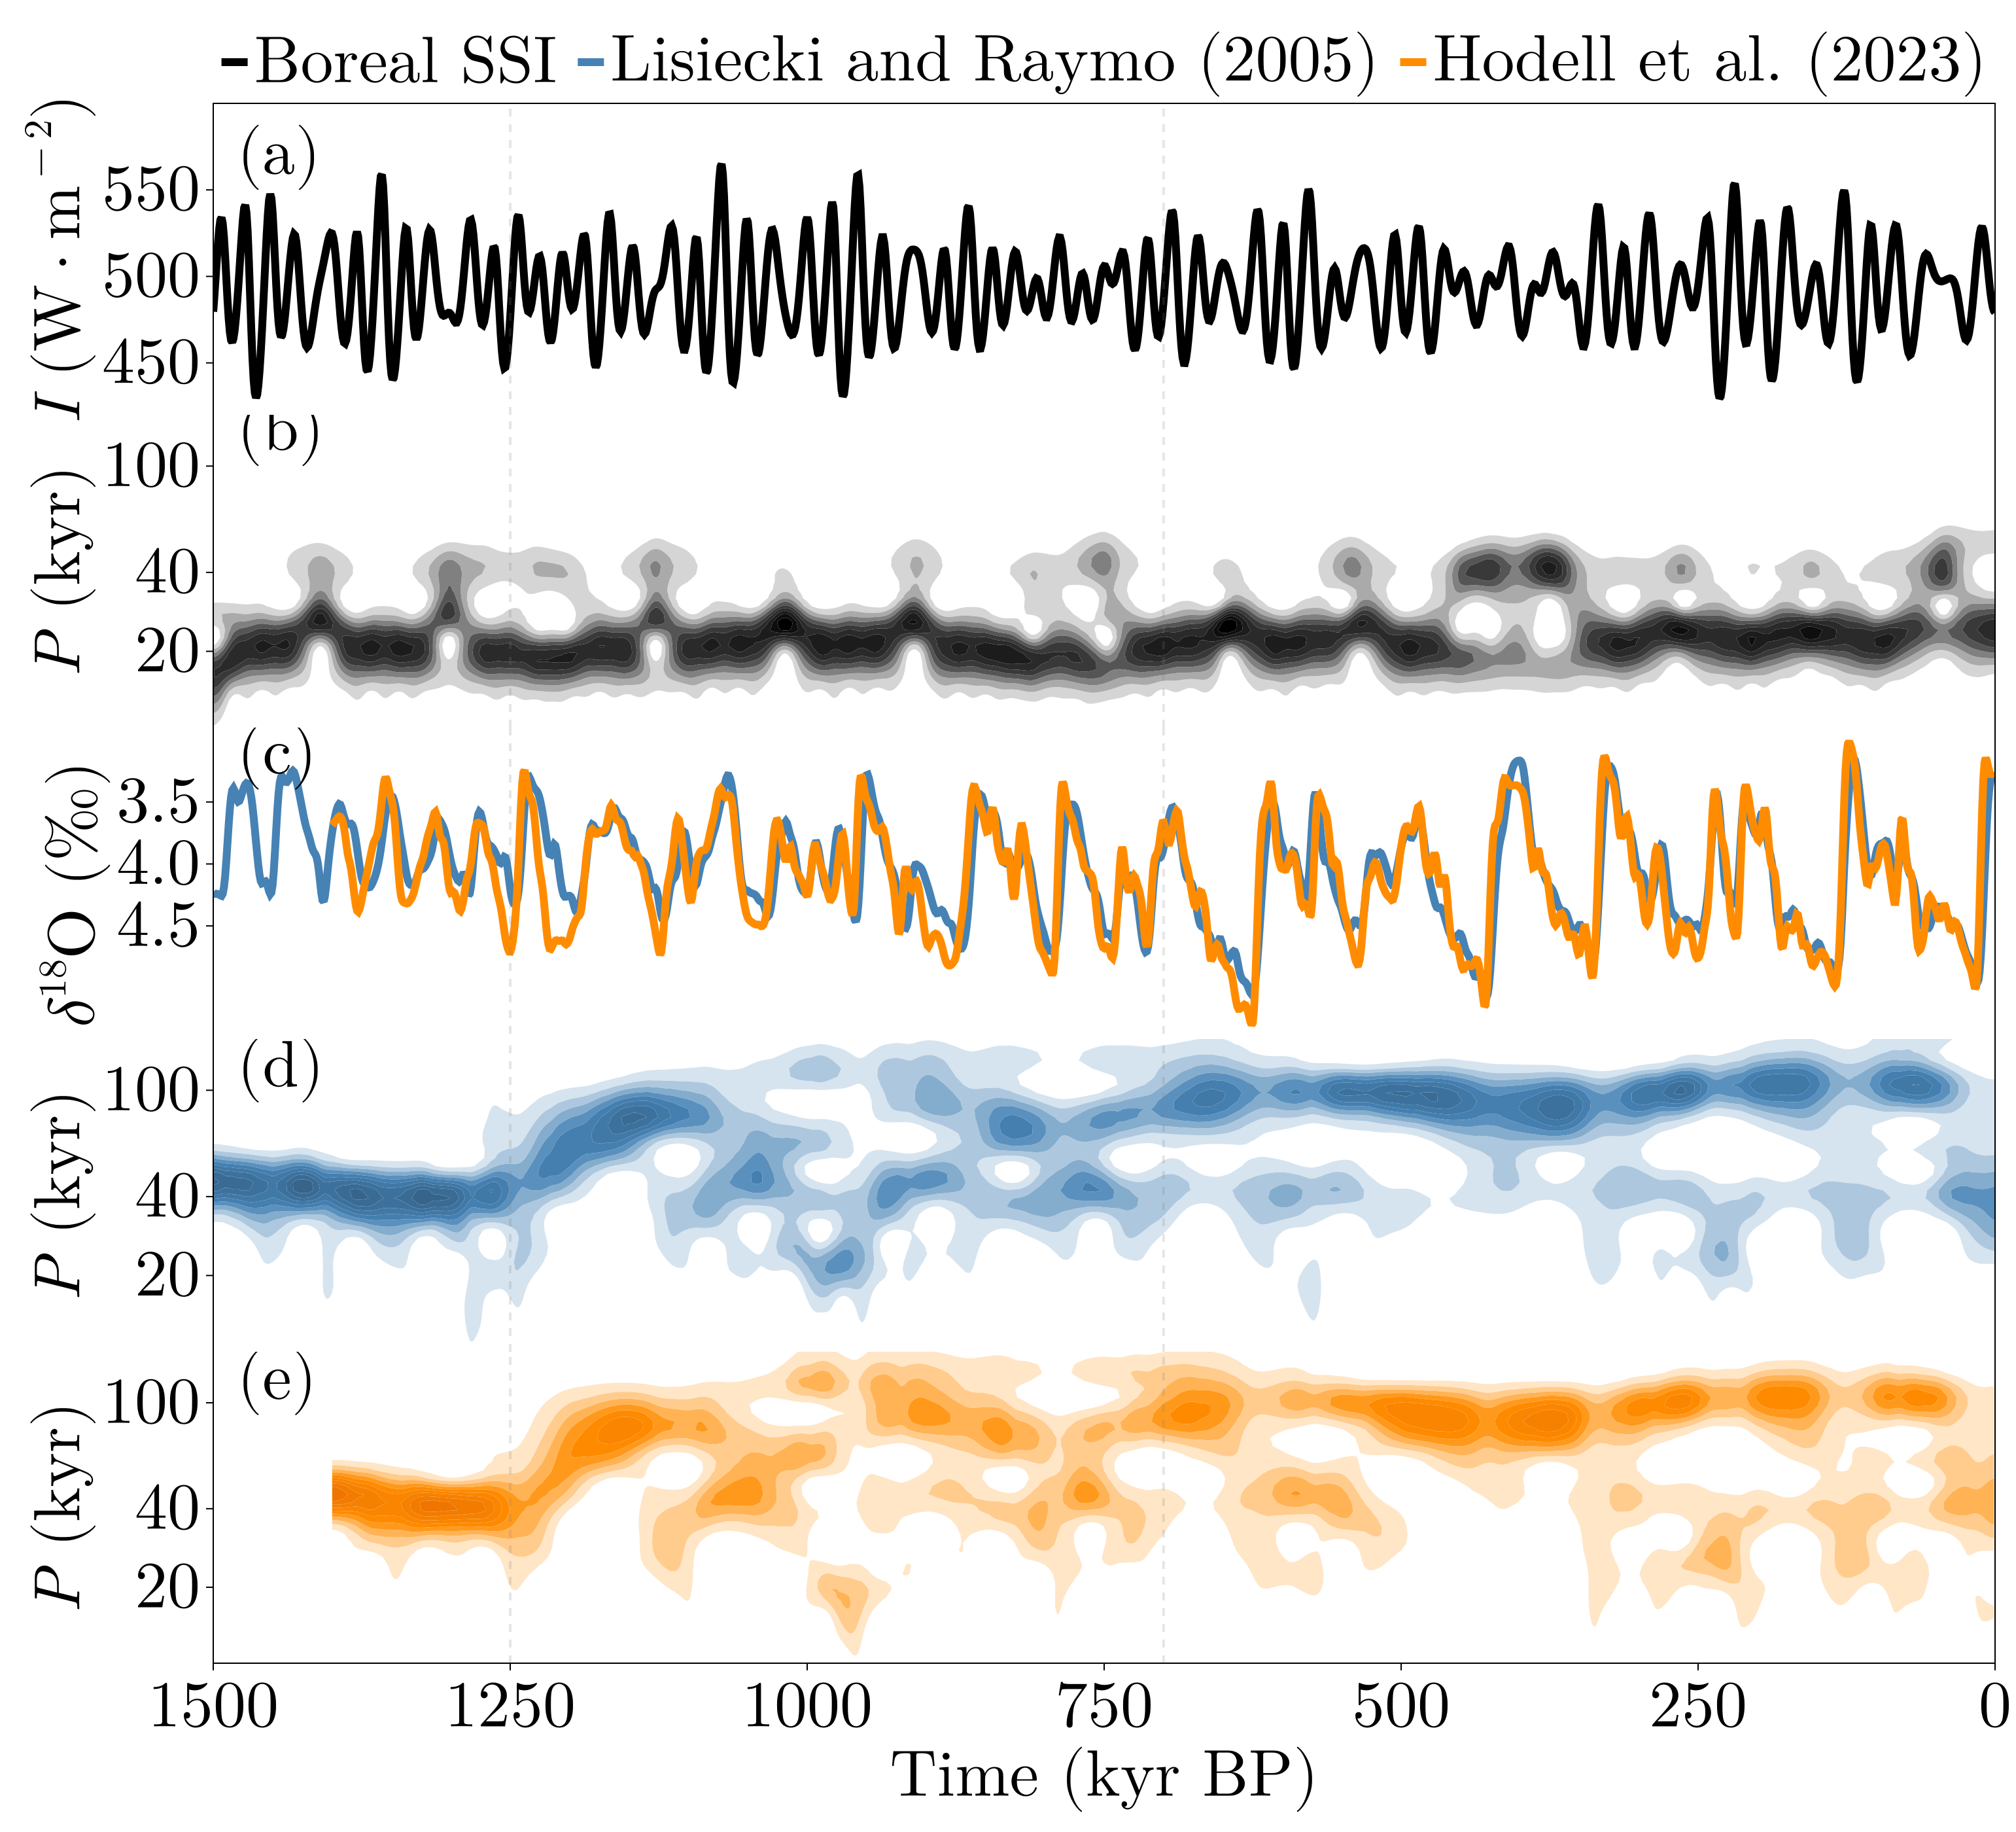 Boreal SSI Lisiecki and Raymo (2005) Hodell et al. (2023)
(a)
I (W · m⁻²)
550
500
450
(b)
P (kyr)
100
40
20
(c)
δ¹⁸O (‰)
3.5
4.0
4.5
(d)
P (kyr)
100
40
20
(e)
P (kyr)
100
40
20
1500 1250 1000 750 500 250 0
Time (kyr BP)